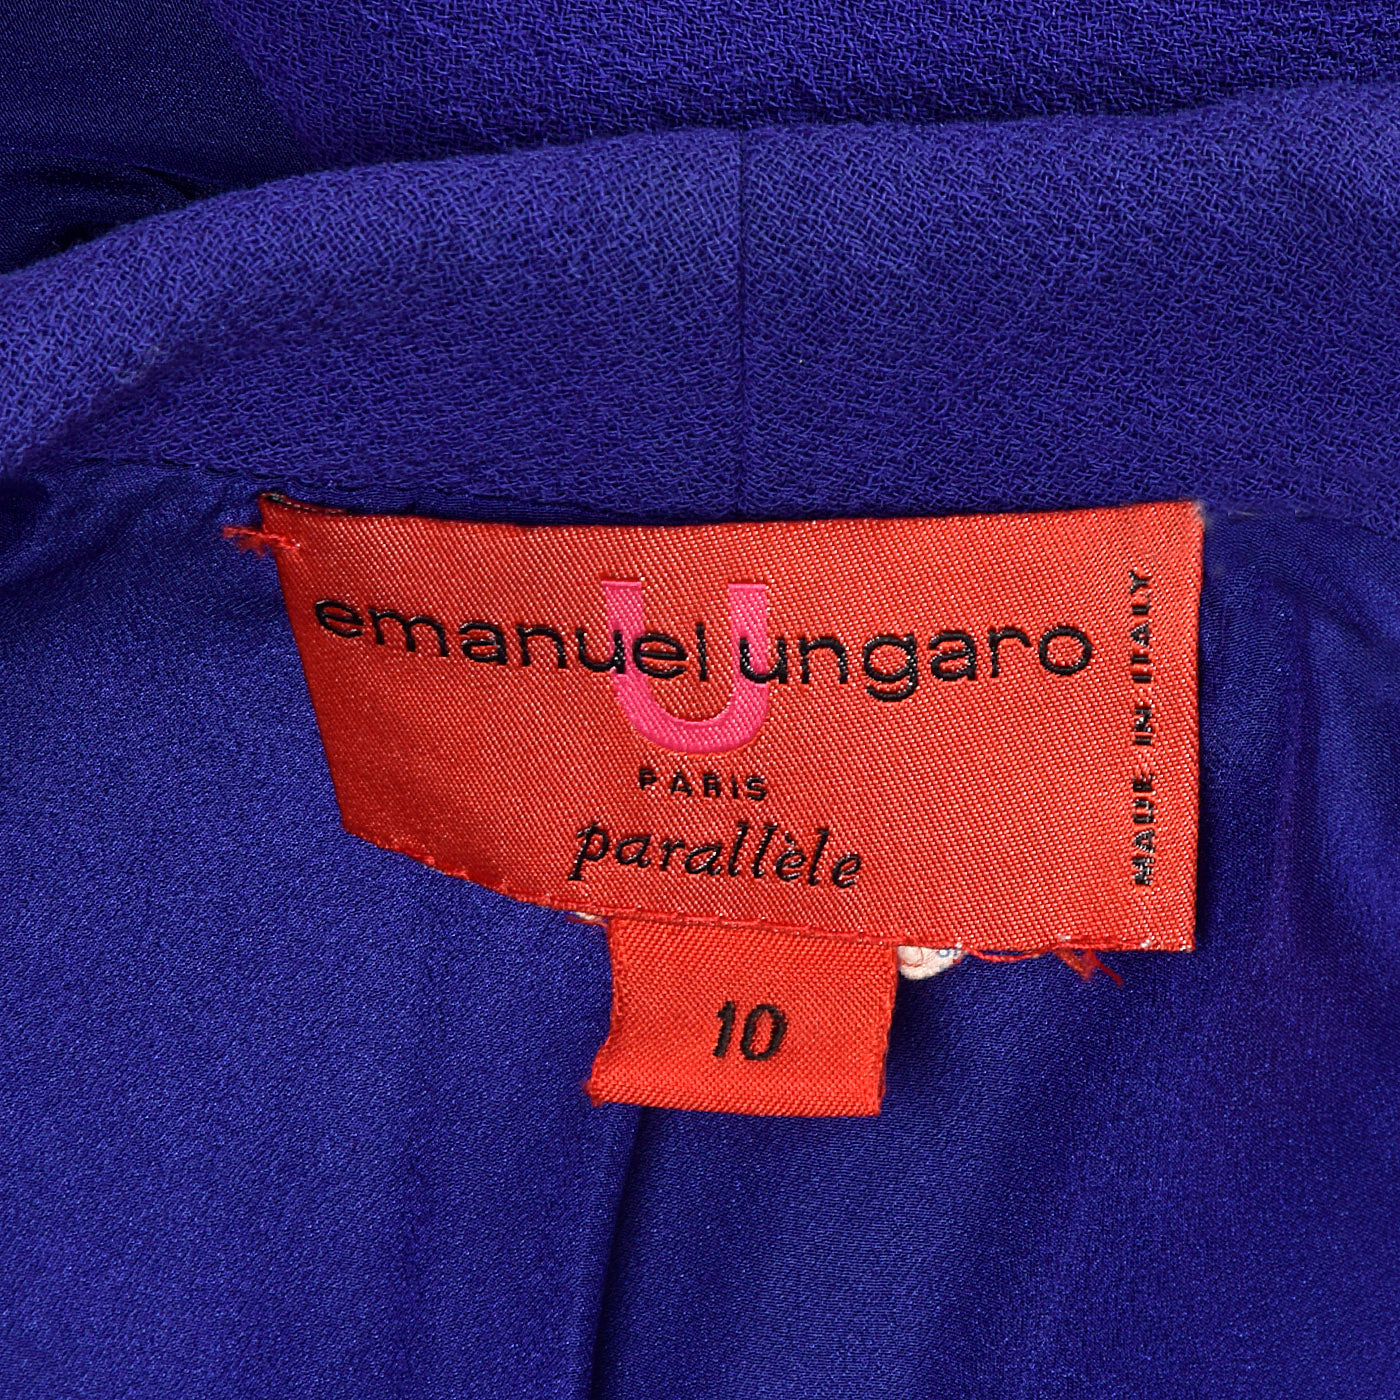 emanuel ungaro
U
PARIS
parallèle
MADE IN ITALY
10